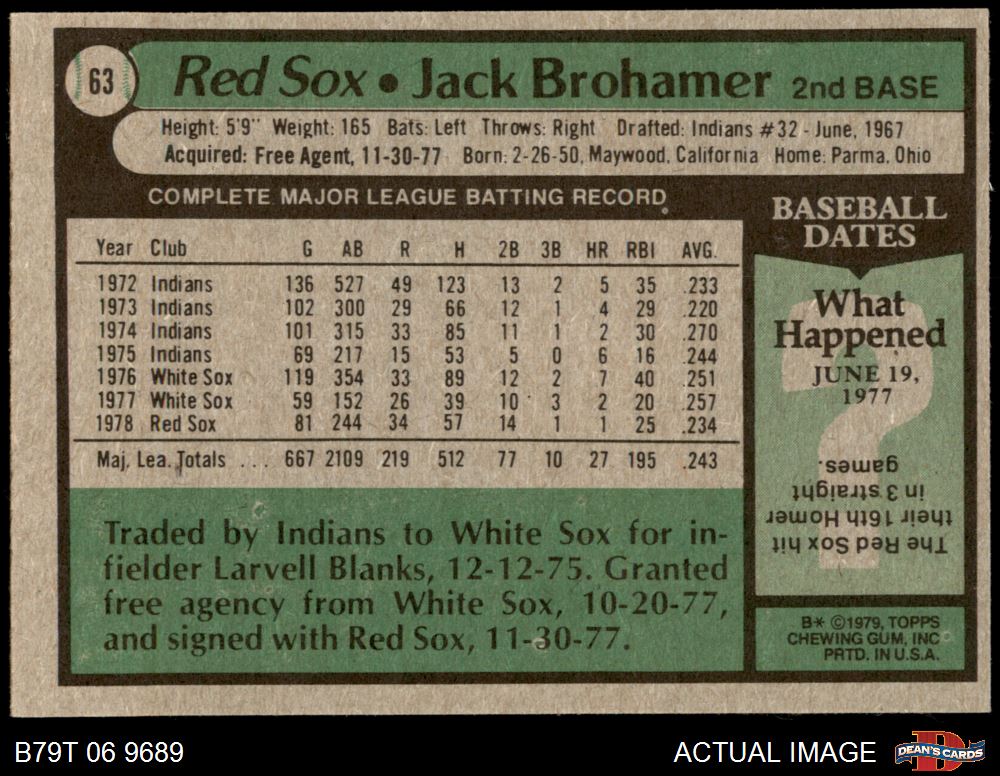 63
Red Sox • Jack Brohamer 2nd BASE
Height: 5'9" Weight: 165 Bats: Left Throws: Right Drafted: Indians #32 - June, 1967
Acquired: Free Agent, 11-30-77 Born: 2-26-50, Maywood, California Home: Parma, Ohio
COMPLETE MAJOR LEAGUE BATTING RECORD
Year Club G AB R H 2B 3B HR RBI AVG.
1972 Indians 136 527 49 123 13 2 5 35 .233
1973 Indians 102 300 29 66 12 1 4 29 .220
1974 Indians 101 315 33 85 11 1 2 30 .270
1975 Indians 69 217 15 53 5 0 6 16 .244
1976 White Sox 119 354 33 89 12 2 7 40 .251
1977 White Sox 59 152 26 39 10 3 2 20 .257
1978 Red Sox 81 244 34 57 14 1 1 25 .234
Maj. Lea. Totals ... 667 2109 219 512 77 10 27 195 .243
Traded by Indians to White Sox for in-
fielder Larvell Blanks, 12-12-75. Granted
free agency from White Sox, 10-20-77,
and signed with Red Sox, 11-30-77.
BASEBALL
DATES
What
Happened
JUNE 19,
1977
?
The Red Sox hit
their 16th Homer
in 3 straight
games.
B* ©1979, TOPPS
CHEWING GUM, INC
PRTD. IN U.S.A.
B79T 06 9689
ACTUAL IMAGE
D
DEAN'S CARDS